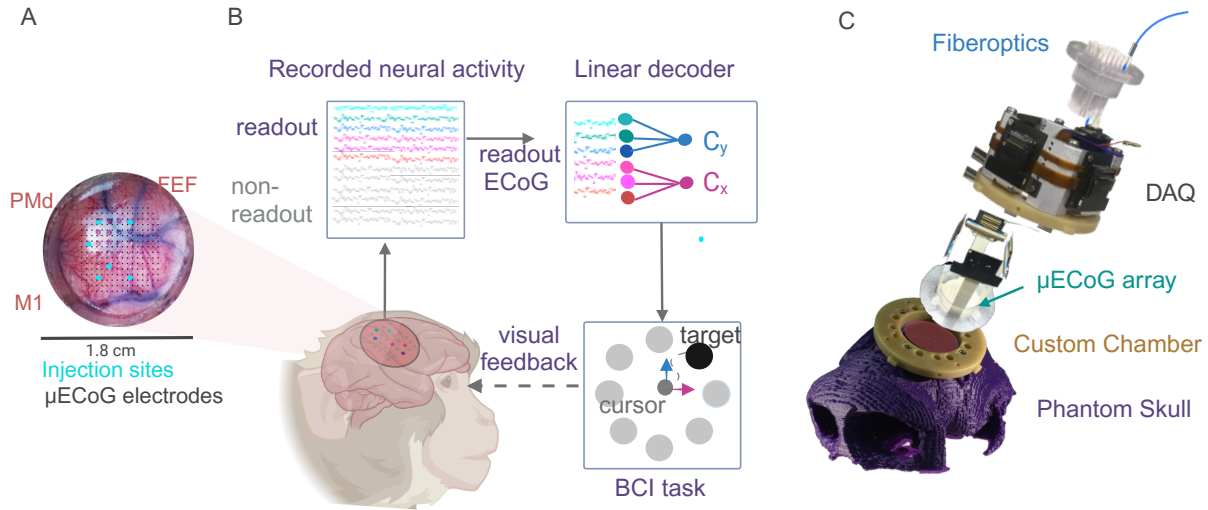 A
FEF
PMd
M1
1.8 cm
Injection sites
µECoG electrodes
B
Recorded neural activity
Linear decoder
readout
non-
readout
readout
ECoG
Cy
Cx
visual
feedback
target
cursor
BCI task
C
Fiberoptics
DAQ
µECoG array
Custom Chamber
Phantom Skull